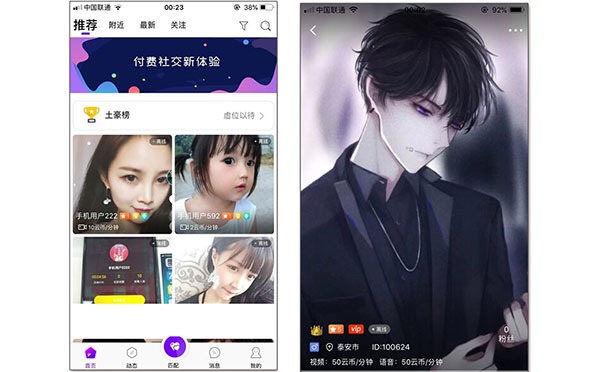 中国联通 00:23 38%
推荐 附近 最新 关注
付费社交新体验
土豪榜 虚位以待
离线 离线
手机用户222 手机用户592
10云币/分钟 2云币/分钟
离线 离线
首页 动态 匹配 消息 我的
中国联通 00:02 92%
5 vip 离线 0
泰安市 ID:100624 粉丝
视频：50云币/分钟 语音：50云币/分钟